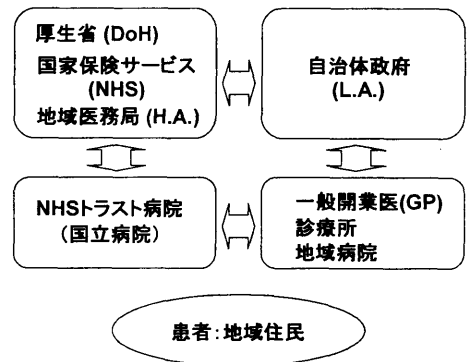 厚生省 (DoH)
国家保険サービス
(NHS)
地域医務局 (H.A.)
自治体政府
(L.A.)
NHSトラスト病院
（国立病院）
一般開業医(GP)
診療所
地域病院
患者：地域住民